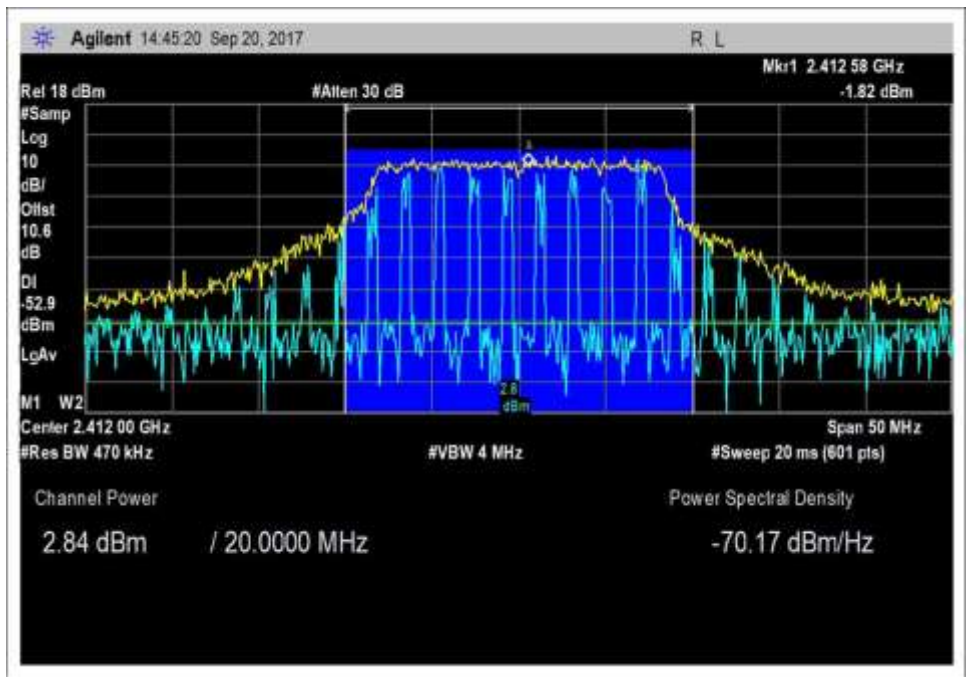 Agilent 14:45:20 Sep 20, 2017 R L
Mkr1 2.412 58 GHz
Rel 18 dBm #Atten 30 dB -1.82 dBm
#Samp
Log
10
dB/
Offst
10.6
dB
DI
-52.9
dBm
LgAv
M1 W2
1
2.8
dBm
Center 2.412 00 GHz Span 50 MHz
#Res BW 470 kHz #VBW 4 MHz #Sweep 20 ms (601 pts)
Channel Power Power Spectral Density
2.84 dBm / 20.0000 MHz -70.17 dBm/Hz